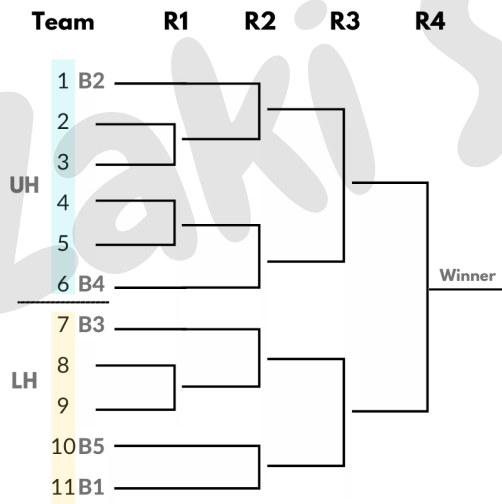 Team R1 R2 R3 R4
1 B2
2
3
UH
4
5
6 B4
Winner
7 B3
8
LH
9
10 B5
11 B1
Laki S